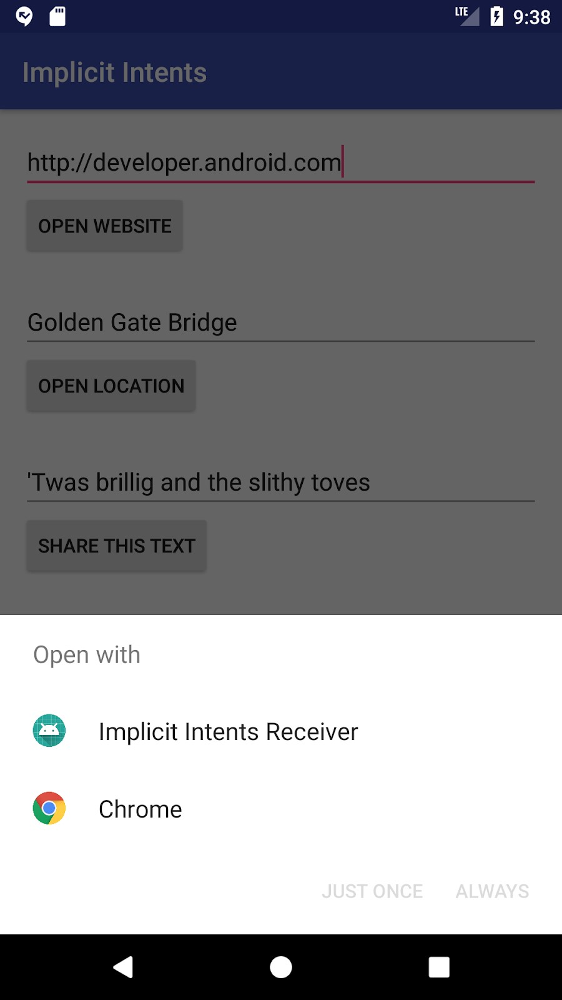 LTE 9:38
Implicit Intents
http://developer.android.com
OPEN WEBSITE
Golden Gate Bridge
OPEN LOCATION
'Twas brillig and the slithy toves
SHARE THIS TEXT
Open with
Implicit Intents Receiver
Chrome
JUST ONCE ALWAYS